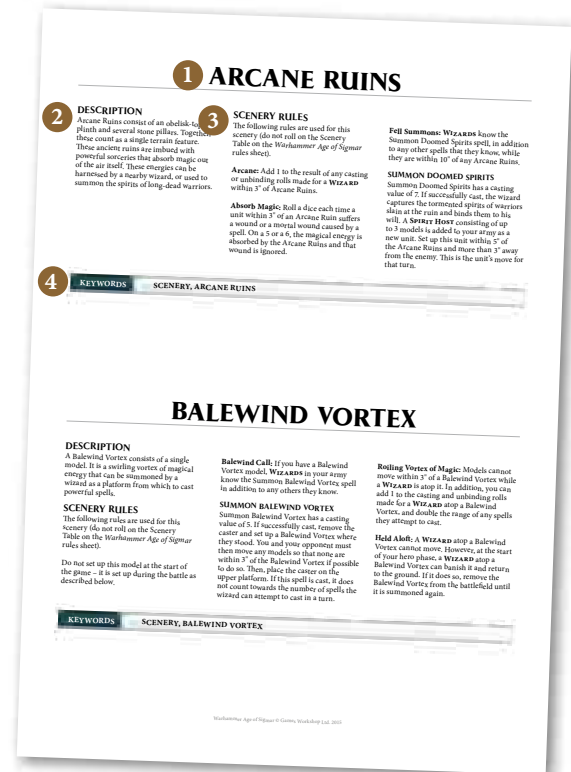 1 ARCANE RUINS
2
DESCRIPTION
Arcane Ruins consist of an obelisk-to
plinth and several stone pillars. Together
these count as a single terrain feature.
These ancient ruins are imbued with
powerful sorceries that absorb magic out
of the air itself. These energies can be
harnessed by a nearby wizard, or used to
summon the spirits of long-dead warriors.
3
SCENERY RULES
The following rules are used for this
scenery (do not roll on the Scenery
Table on the Warhammer Age of Sigmar
rules sheet).
Arcane: Add 1 to the result of any casting
or unbinding rolls made for a WIZARD
within 3" of Arcane Ruins.
Absorb Magic: Roll a dice each time a
unit within 3" of an Arcane Ruin suffers
a wound or a mortal wound caused by a
spell. On a 5 or a 6, the magical energy is
absorbed by the Arcane Ruins and that
wound is ignored.
Fell Summons: WIZARDS know the
Summon Doomed Spirits spell, in addition
to any other spells that they know, while
they are within 10" of any Arcane Ruins.
SUMMON DOOMED SPIRITS
Summon Doomed Spirits has a casting
value of 7. If successfully cast, the wizard
captures the tormented spirits of warriors
slain at the ruin and binds them to his
will. A SPIRIT HOST consisting of up
to 3 models is added to your army as a
new unit. Set up this unit within 5" of
the Arcane Ruins and more than 3" away
from the enemy. This is the unit's move for
that turn.
4 KEYWORDS SCENERY, ARCANE RUINS
BALEWIND VORTEX
DESCRIPTION
A Balewind Vortex consists of a single
model. It is a swirling vortex of magical
energy that can be summoned by a
wizard as a platform from which to cast
powerful spells.
SCENERY RULES
The following rules are used for this
scenery (do not roll on the Scenery
Table on the Warhammer Age of Sigmar
rules sheet).
Do not set up this model at the start of
the game – it is set up during the battle as
described below.
Balewind Call: If you have a Balewind
Vortex model, WIZARDS in your army
know the Summon Balewind Vortex spell
in addition to any others they know.
SUMMON BALEWIND VORTEX
Summon Balewind Vortex has a casting
value of 5. If successfully cast, remove the
caster and set up a Balewind Vortex where
they stood. You and your opponent must
then move any models so that none are
within 3" of the Balewind Vortex if possible
to do so. Then, place the caster on the
upper platform. If this spell is cast, it does
not count towards the number of spells the
wizard can attempt to cast in a turn.
Roiling Vortex of Magic: Models cannot
move within 3" of a Balewind Vortex while
a WIZARD is atop it. In addition, you can
add 1 to the casting and unbinding rolls
made for a WIZARD atop a Balewind
Vortex, and double the range of any spells
they attempt to cast.
Held Aloft: A WIZARD atop a Balewind
Vortex cannot move. However, at the start
of your hero phase, a WIZARD atop a
Balewind Vortex can banish it and return
to the ground. If it does so, remove the
Balewind Vortex from the battlefield until
it is summoned again.
KEYWORDS SCENERY, BALEWIND VORTEX
Warhammer: Age of Sigmar © Games Workshop Ltd. 2015